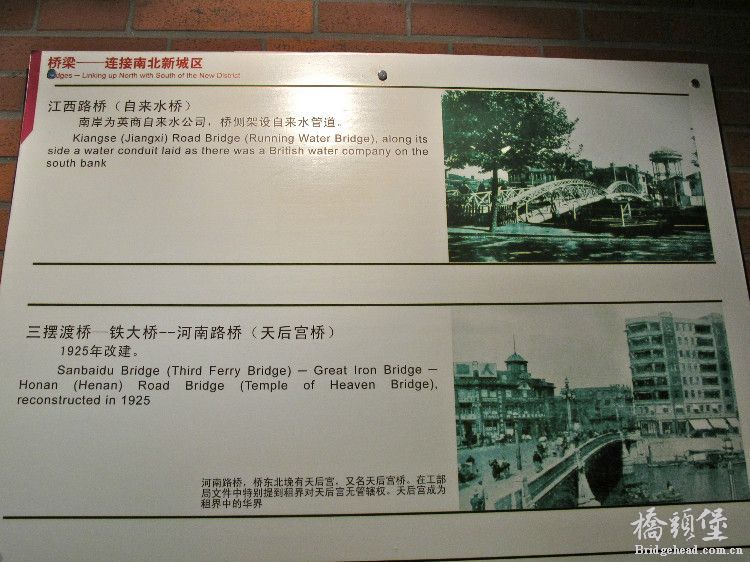 桥梁——连接南北新城区
Bridges — Linking up North with South of the New District
江西路桥（自来水桥）
南岸为英商自来水公司，桥侧架设自来水管道。
Kiangse (Jiangxi) Road Bridge (Running Water Bridge), along its
side a water conduit laid as there was a British water company on the
south bank
三摆渡桥—铁大桥--河南路桥（天后宫桥）
1925年改建。
Sanbaidu Bridge (Third Ferry Bridge) — Great Iron Bridge —
Honan (Henan) Road Bridge (Temple of Heaven Bridge),
reconstructed in 1925
河南路桥，桥东北堍有天后宫，又名天后宫桥。在工部
局文件中特别提到租界对天后宫无管辖权。天后宫成为
租界中的华界
橋頭堡
Bridgehead.com.cn